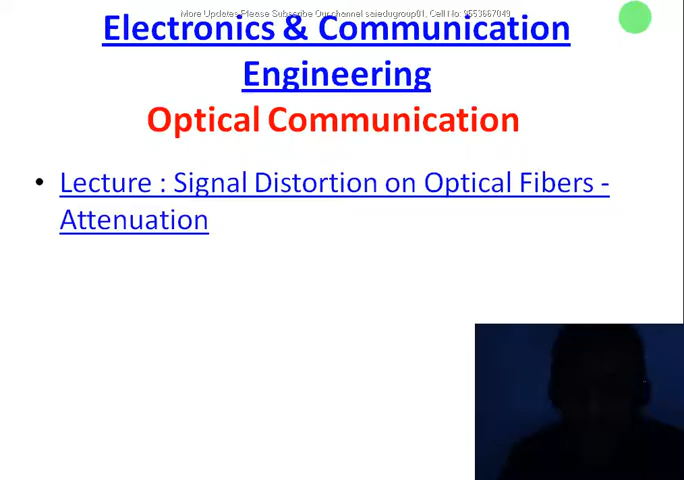 More Updates Please Subscribe Our channel saiedugroup01, Cell No: 9553667049
Electronics & Communication
Engineering
Optical Communication
• Lecture : Signal Distortion on Optical Fibers -
Attenuation